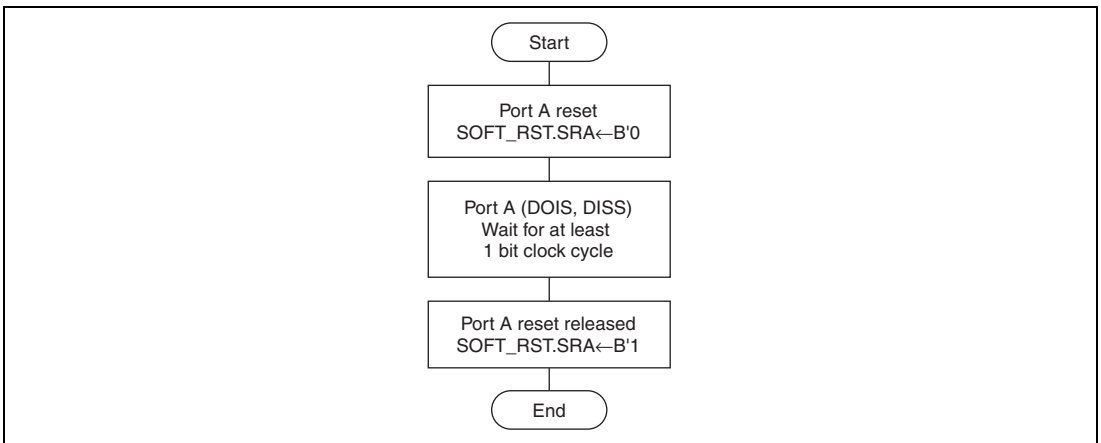 Start
Port A reset
SOFT_RST.SRA←B'0
Port A (DOIS, DISS)
Wait for at least
1 bit clock cycle
Port A reset released
SOFT_RST.SRA←B'1
End